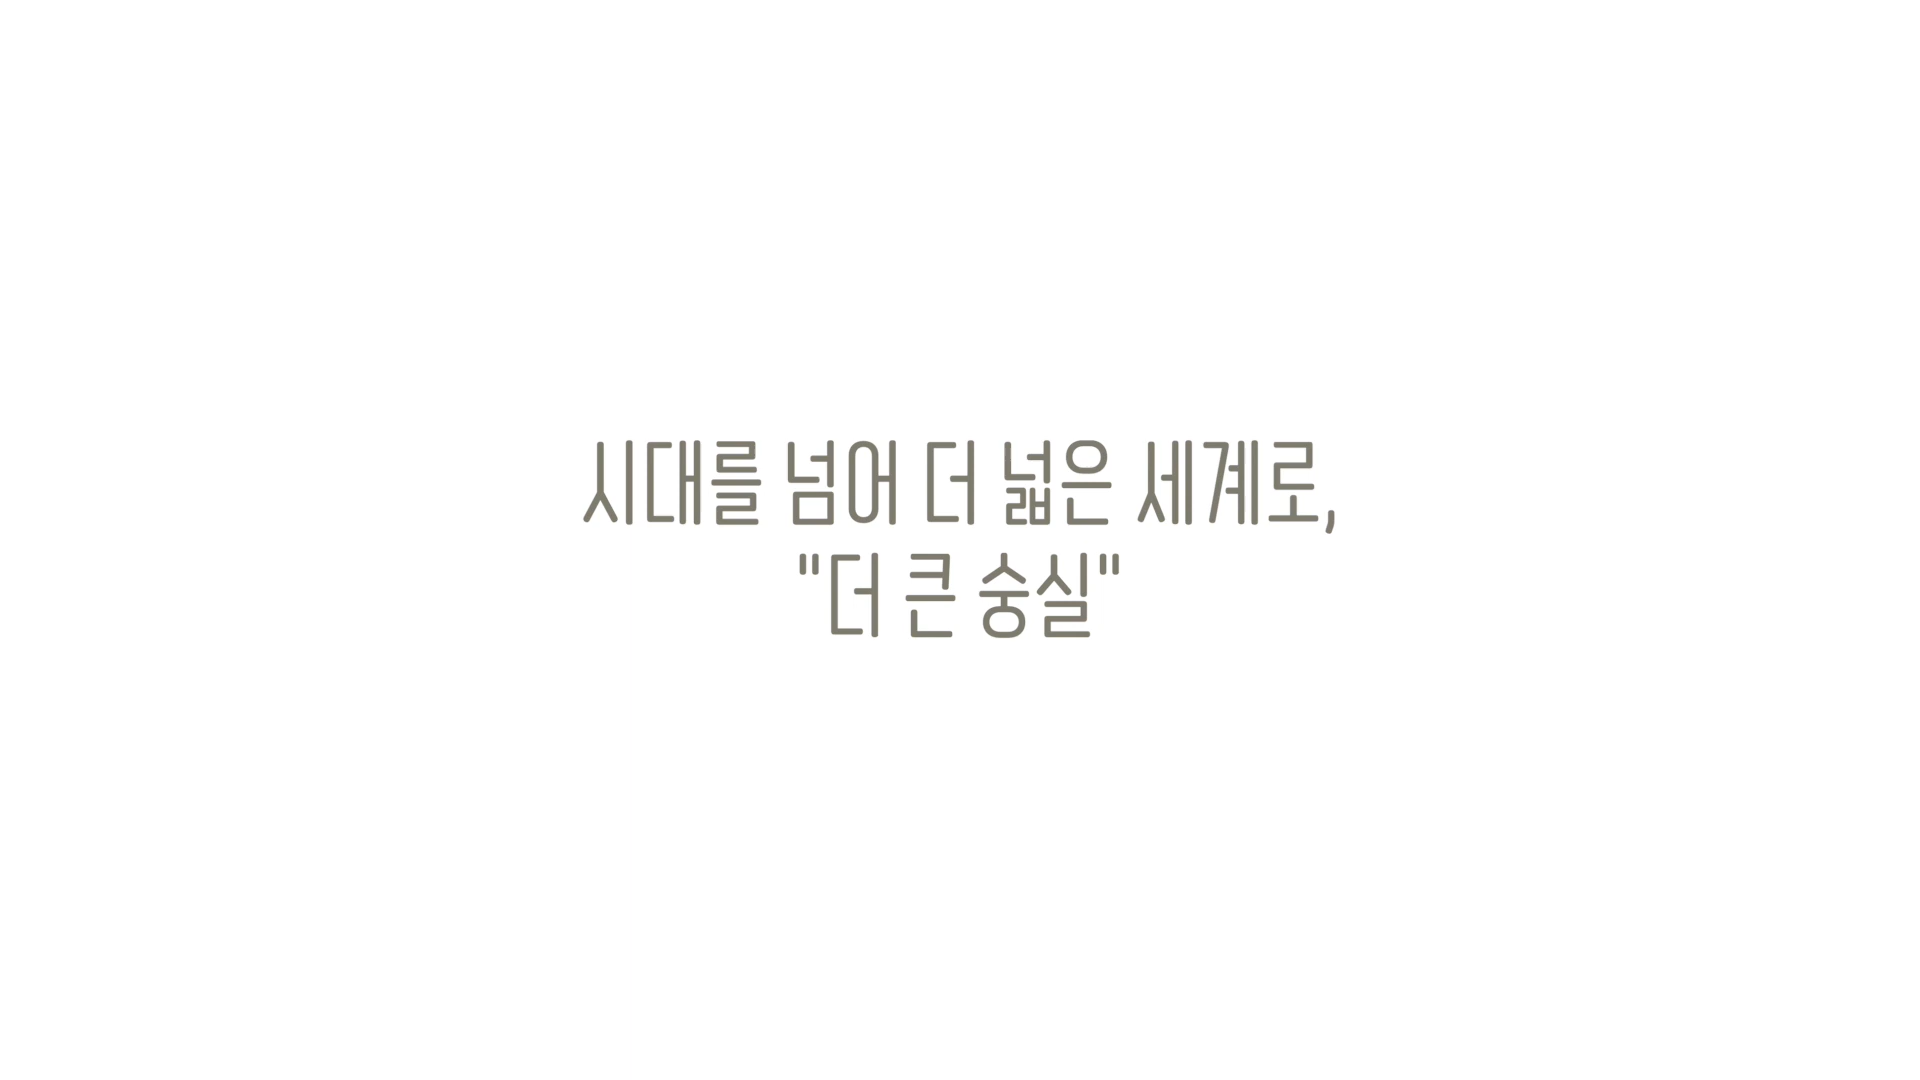 시대를 넘어 더 넓은 세계로,
"더 큰 숭실"